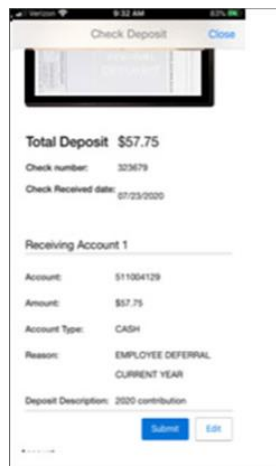 Verizon 9:32 AM 83%
Check Deposit Close
Total Deposit $57.75
Check number: 323679
Check Received date: 07/23/2020
Receiving Account 1
Account: 511004129
Amount: $57.75
Account Type: CASH
Reason: EMPLOYEE DEFERRAL
CURRENT YEAR
Deposit Description: 2020 contribution
Submit Edit